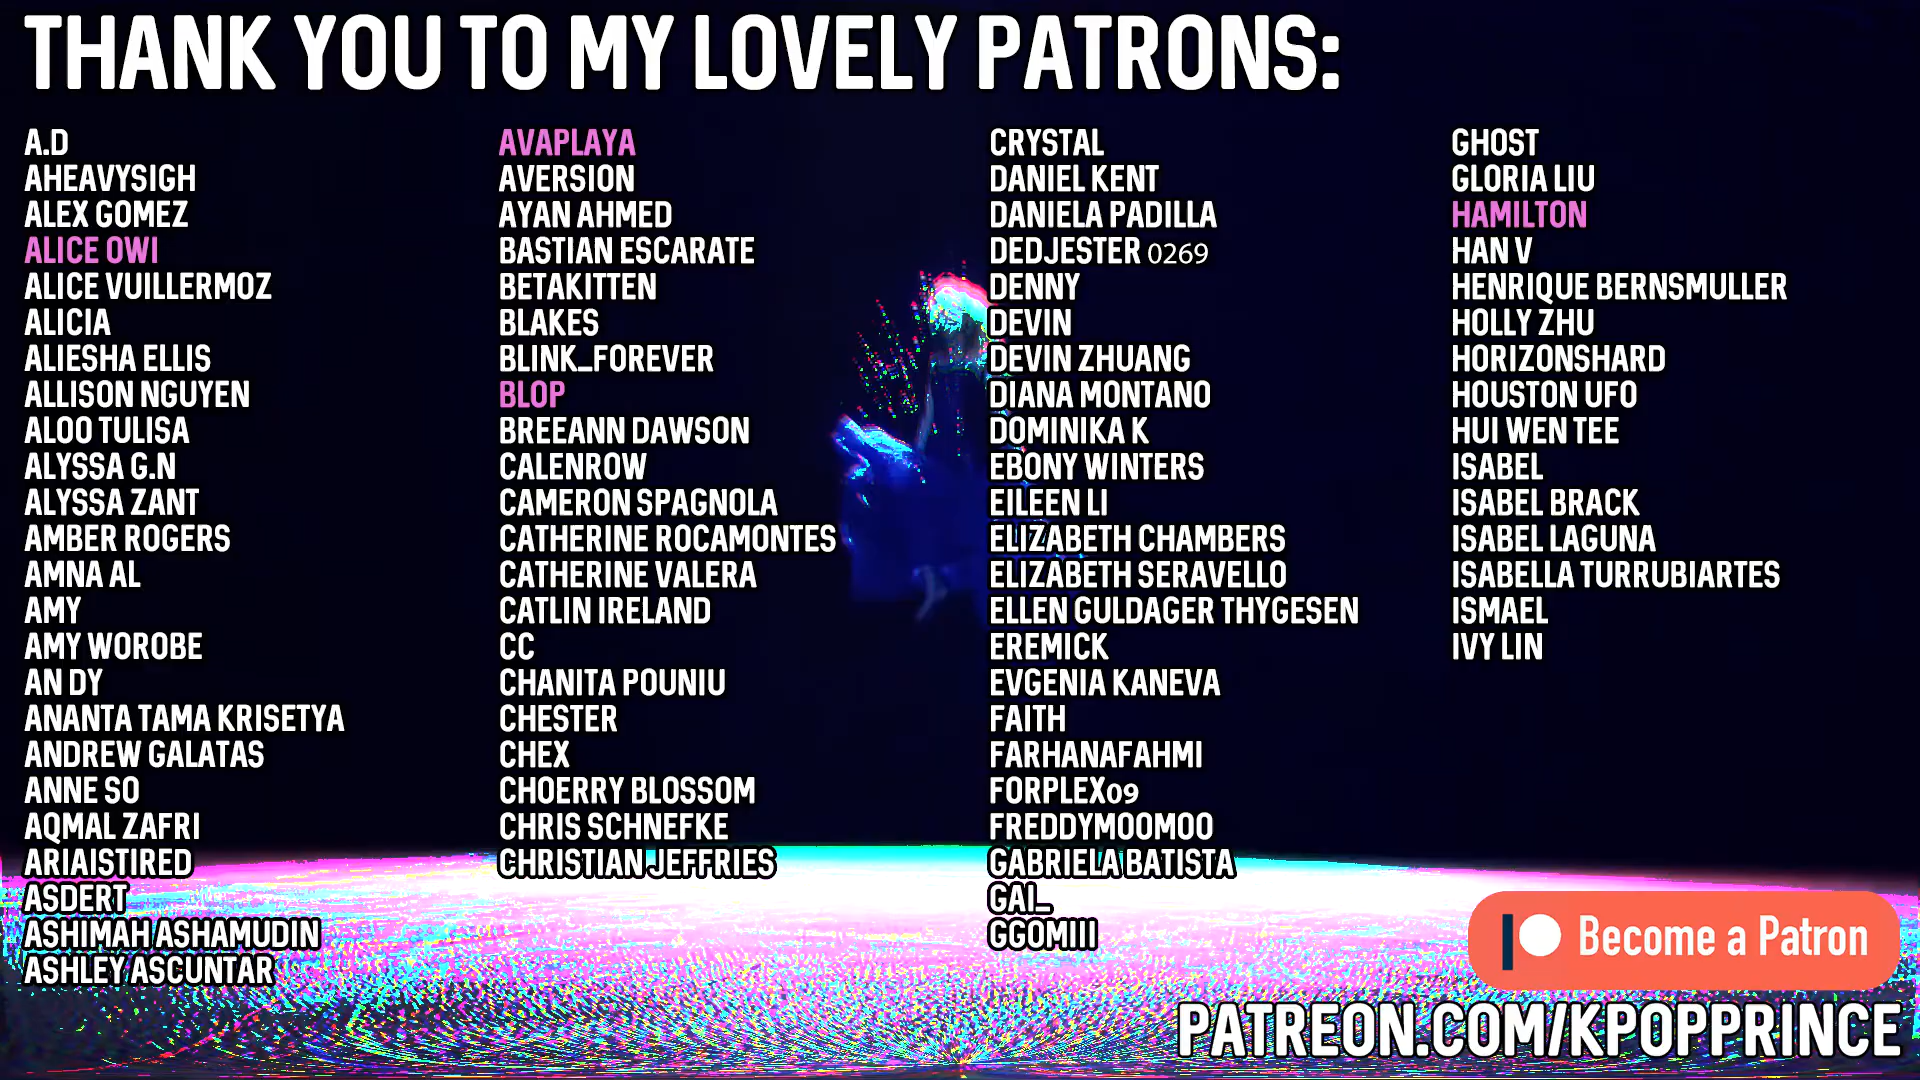 THANK YOU TO MY LOVELY PATRONS:
A.D
AHEAVYSIGH
ALEX GOMEZ
ALICE OWI
ALICE VUILLERMOZ
ALICIA
ALIESHA ELLIS
ALLISON NGUYEN
ALOO TULISA
ALYSSA G.N
ALYSSA ZANT
AMBER ROGERS
AMNA AL
AMY
AMY WOROBE
AN DY
ANANTA TAMA KRISETYA
ANDREW GALATAS
ANNE SO
AQMAL ZAFRI
ARIAISTIRED
ASDERT
ASHIMAH ASHAMUDIN
ASHLEY ASCUNTAR
AVAPLAYA
AVERSION
AYAN AHMED
BASTIAN ESCARATE
BETAKITTEN
BLAKES
BLINK_FOREVER
BLOP
BREEANN DAWSON
CALENROW
CAMERON SPAGNOLA
CATHERINE ROCAMONTES
CATHERINE VALERA
CATLIN IRELAND
CC
CHANITA POUNIU
CHESTER
CHEX
CHOERRY BLOSSOM
CHRIS SCHNEFKE
CHRISTIAN JEFFRIES
CRYSTAL
DANIEL KENT
DANIELA PADILLA
DEDJESTER 0269
DENNY
DEVIN
DEVIN ZHUANG
DIANA MONTANO
DOMINIKA K
EBONY WINTERS
EILEEN LI
ELIZABETH CHAMBERS
ELIZABETH SERAVELLO
ELLEN GULDAGER THYGESEN
EREMICK
EVGENIA KANEVA
FAITH
FARHANAFAHMI
FORPLEX09
FREDDYMOOMOO
GABRIELA BATISTA
GAI_
GGOMIII
GHOST
GLORIA LIU
HAMILTON
HAN V
HENRIQUE BERNSMULLER
HOLLY ZHU
HORIZONSHARD
HOUSTON UFO
HUI WEN TEE
ISABEL
ISABEL BRACK
ISABEL LAGUNA
ISABELLA TURRUBIARTES
ISMAEL
IVY LIN
Become a Patron
PATREON.COM/KPOPPRINCE